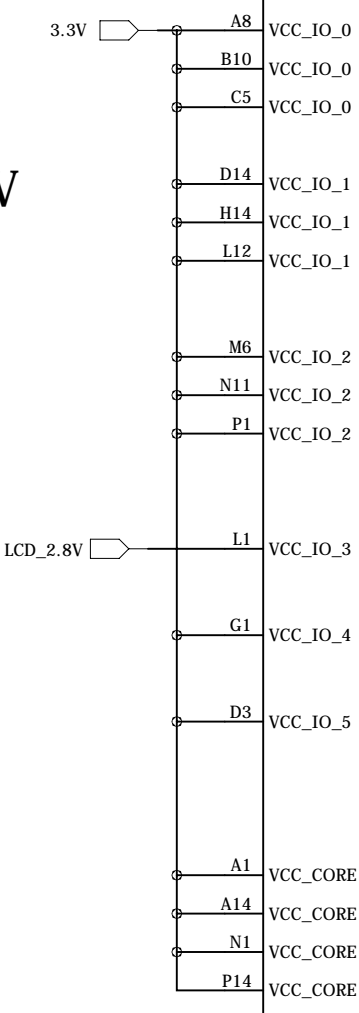 3.3V A8 VCC_IO_0
B10 VCC_IO_0
C5 VCC_IO_0
V
D14 VCC_IO_1
H14 VCC_IO_1
L12 VCC_IO_1
M6 VCC_IO_2
N11 VCC_IO_2
P1 VCC_IO_2
LCD_2.8V L1 VCC_IO_3
G1 VCC_IO_4
D3 VCC_IO_5
A1 VCC_CORE
A14 VCC_CORE
N1 VCC_CORE
P14 VCC_CORE